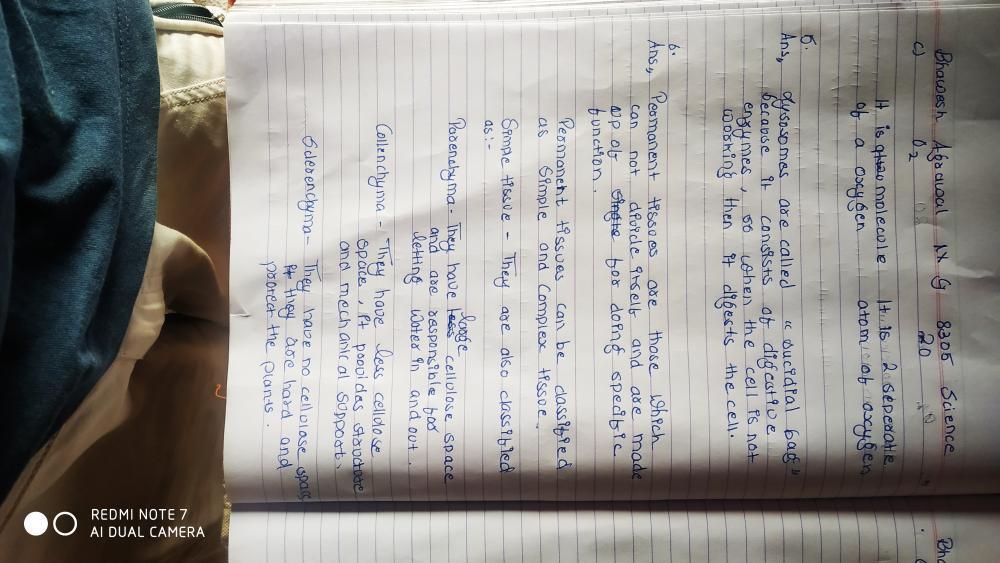 Bhavesh Agrawal IX G 8305 Science
c) O2 20
It is molecule It is 2 seperate
of a oxygen atom of oxygen
5.
Ans, Lysosomes are called "suicidial bags"
because it consists of digestive
enzymes, so when the cell is not
working then it digests the cell.
6.
Ans, Permanent tissues are those which
can not divide itself and are made
up of for doing specific
function.
Permanent tissues can be classified
as Simple and Complex tissue.
Simple tissue - They are also classified
as:-
large
Parenchyma - They have less cellulose space
and are responsible for
letting Water in and out.
Collenchyma - They have less cellulose
space, it provides structure
and mechanical support.
Sclerenchyma - They have no cellulose space,
they are hard and
protect the plants.
REDMI NOTE 7
AI DUAL CAMERA